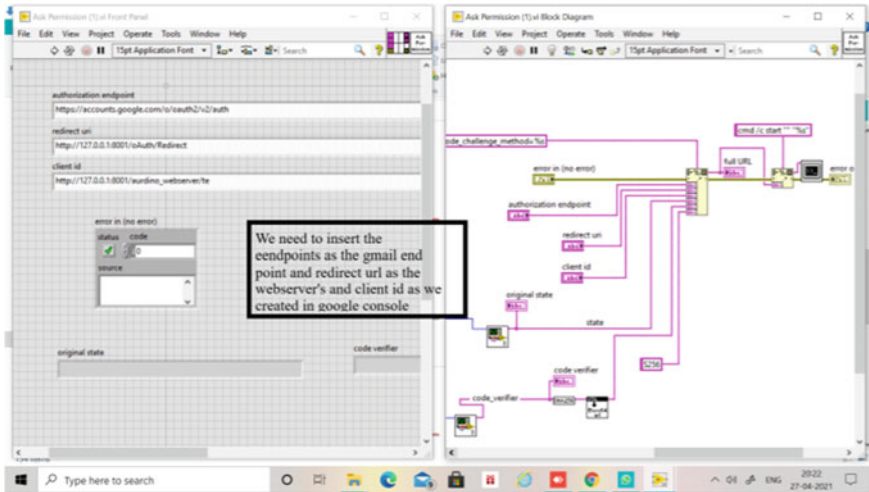 Ask Permission (1).vi Front Panel
File Edit View Project Operate Tools Window Help
15pt Application Font
Search
Ask
Per-
authorization endpoint
https://accounts.google.com/o/oauth2/v2/auth
redirect uri
http://127.0.0.1:8001/oAuth/Redirect
client id
http://127.0.0.1:8001/aurdino_webserver/te
error in (no error)
status code
0
source
original state
code verifier
We need to insert the
eendpoints as the gmail end
point and redirect url as the
webserver's and client id as we
created in google console
Ask Permission (1).vi Block Diagram
File Edit View Project Operate Tools Window Help
15pt Application Font
Search
Ask
Per-
cmd /c start "" "%s"
ode_challenge_method=%s
error in (no error)
full URL
error o
authorization endpoint
redirect uri
client id
original state
state
S256
code verifier
code_verifier
Type here to search
ENG
20:22
27-04-2021